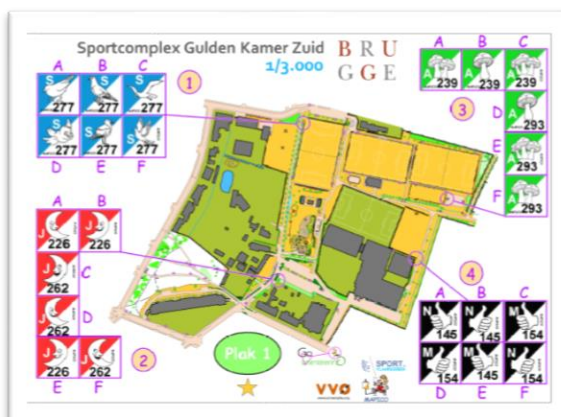 Sportcomplex Gulden Kamer Zuid
1/3.000
B R U
G G E
1
A B C
S 277 S 277 S 277
S 277 S 277 S 277
D E F
3
A B C
A 239 A 239 A 239
D
A 293
E
A 293
F
A 293
A B
J 226 J 226
C
J 262
D
J 262
J 226 J 262
E F
2
4
A B C
N 145 N 145 M 154
M 154 M 145 N 154
D E F
Plak 1
SPORT
VVO